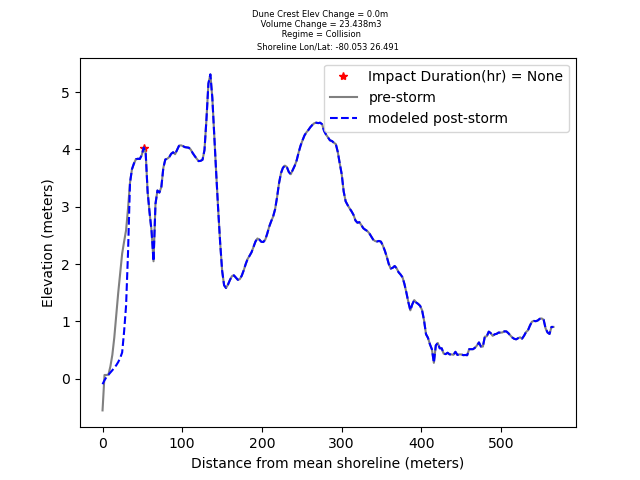 Dune Crest Elev Change = 0.0m
Volume Change = 23.438m3
Regime = Collision
Shoreline Lon/Lat: -80.053 26.491
Impact Duration(hr) = None
pre-storm
modeled post-storm
Elevation (meters)
5
4
3
2
1
0
0 100 200 300 400 500
Distance from mean shoreline (meters)